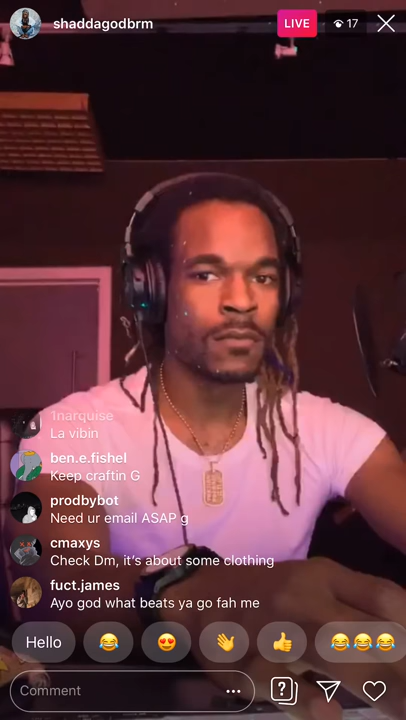 shaddagodbrm
LIVE
17
1narquise
La vibin
ben.e.fishel
Keep craftin G
prodbybot
Need ur email ASAP g
cmaxys
Check Dm, it's about some clothing
fuct.james
Ayo god what beats ya go fah me
Hello
Comment